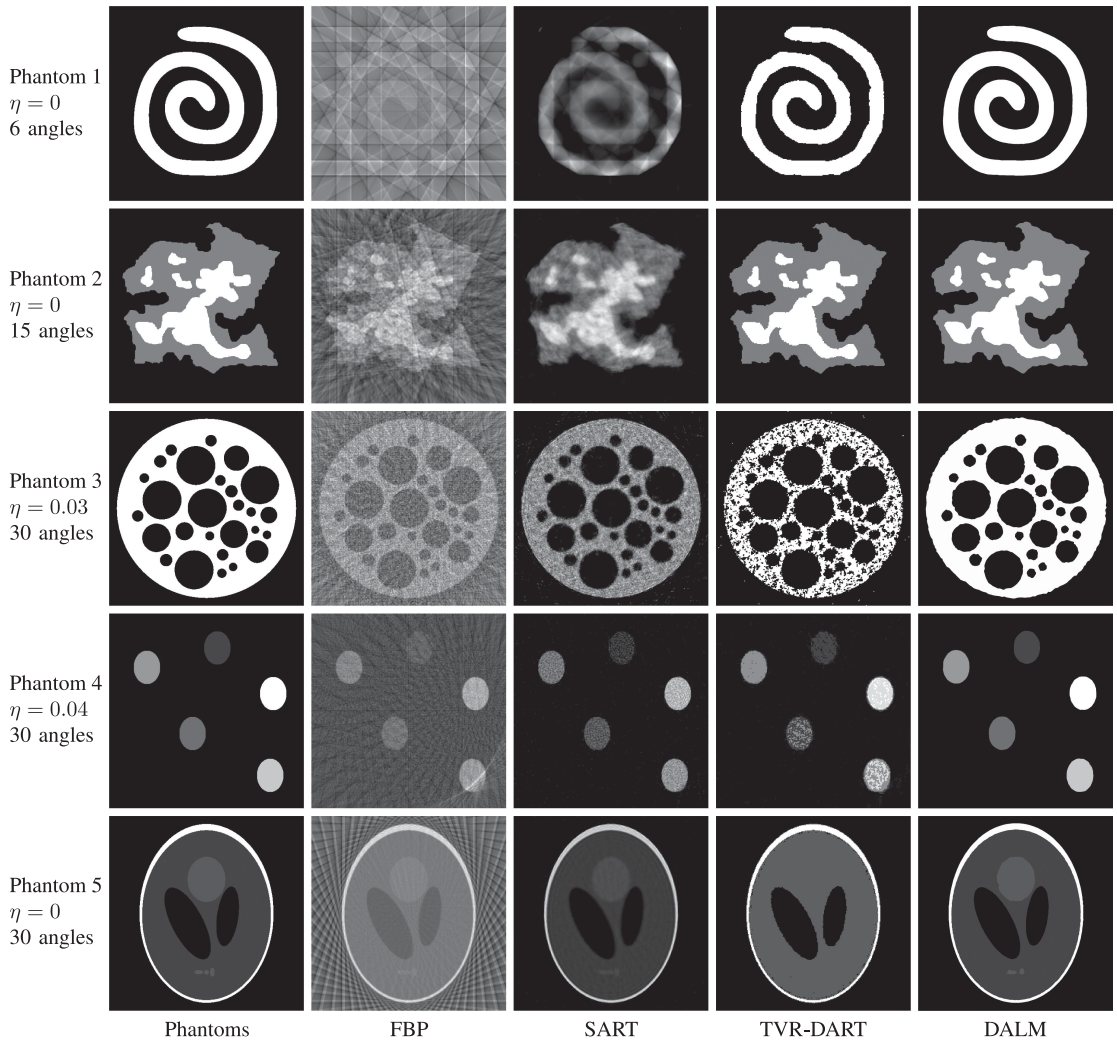 Phantom 1
η = 0
6 angles
Phantom 2
η = 0
15 angles
Phantom 3
η = 0.03
30 angles
Phantom 4
η = 0.04
30 angles
Phantom 5
η = 0
30 angles
Phantoms
FBP
SART
TVR-DART
DALM